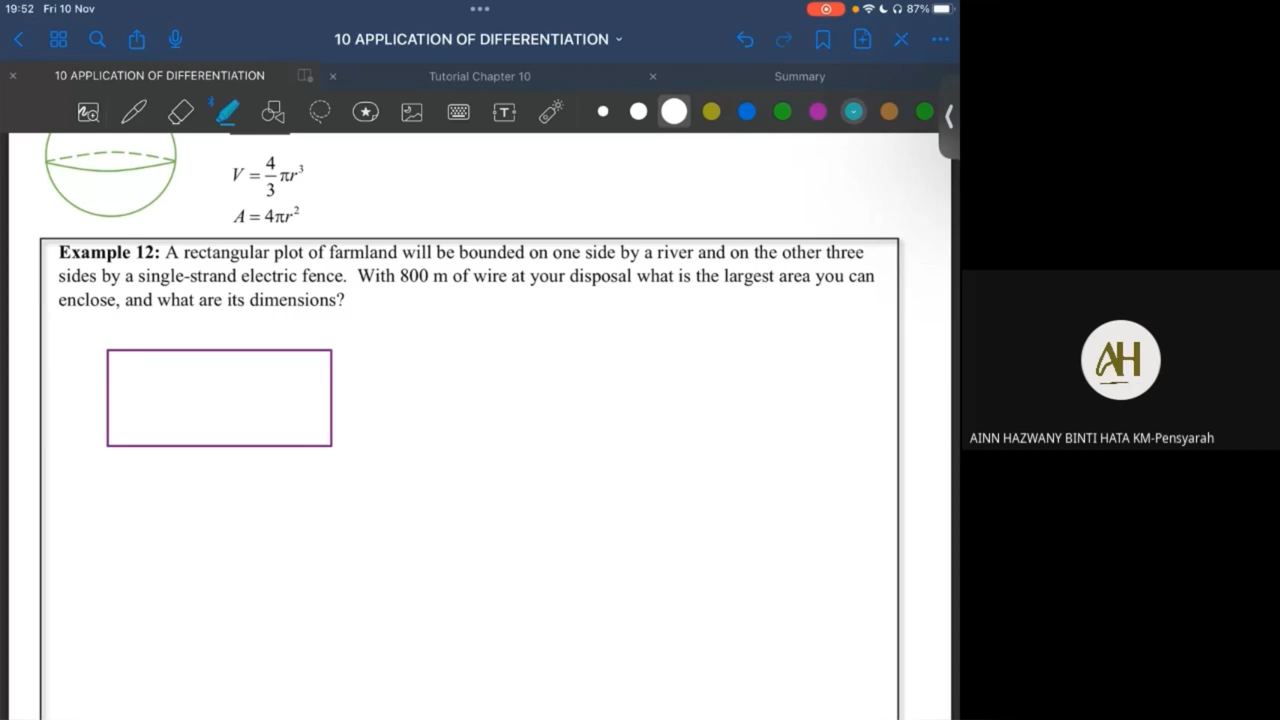 19:52 Fri 10 Nov
87%
10 APPLICATION OF DIFFERENTIATION
10 APPLICATION OF DIFFERENTIATION
Tutorial Chapter 10
Summary
V = 4/3 πr³
A = 4πr²
Example 12: A rectangular plot of farmland will be bounded on one side by a river and on the other three
sides by a single-strand electric fence. With 800 m of wire at your disposal what is the largest area you can
enclose, and what are its dimensions?
AH
AINN HAZWANY BINTI HATA KM-Pensyarah